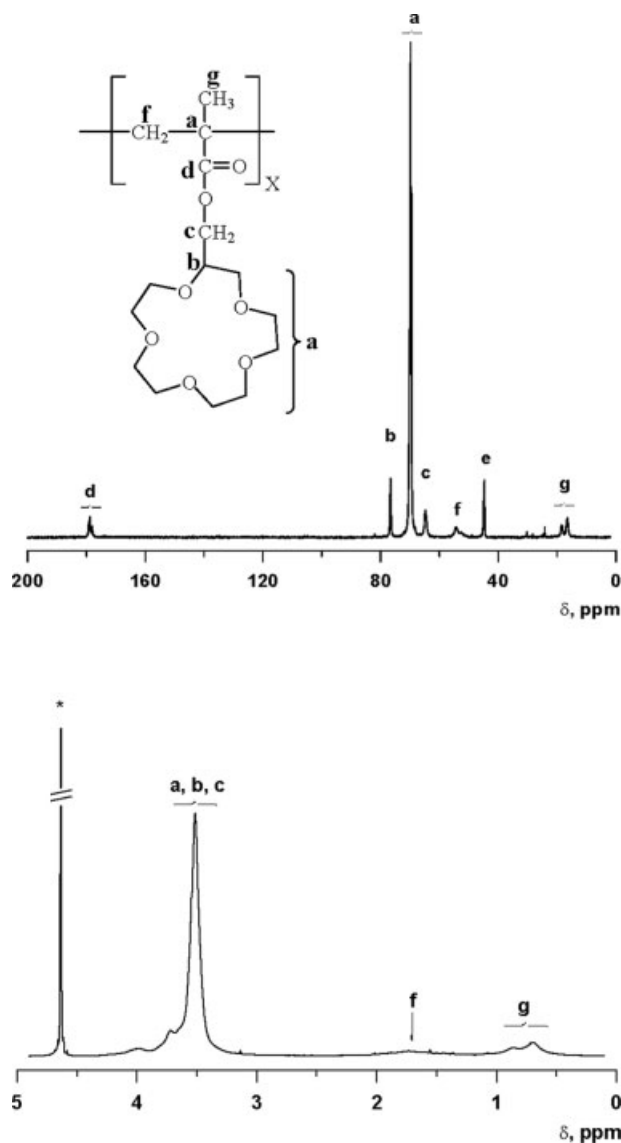 a
g
f
CH₃
a
CH₂
C
d
C=O
X
O
c
CH₂
b
O
O
O
O
O
a
b
c
e
d
f
g
200 160 120 80 40 0
δ, ppm
*
a, b, c
f
g
5 4 3 2 1 0
δ, ppm